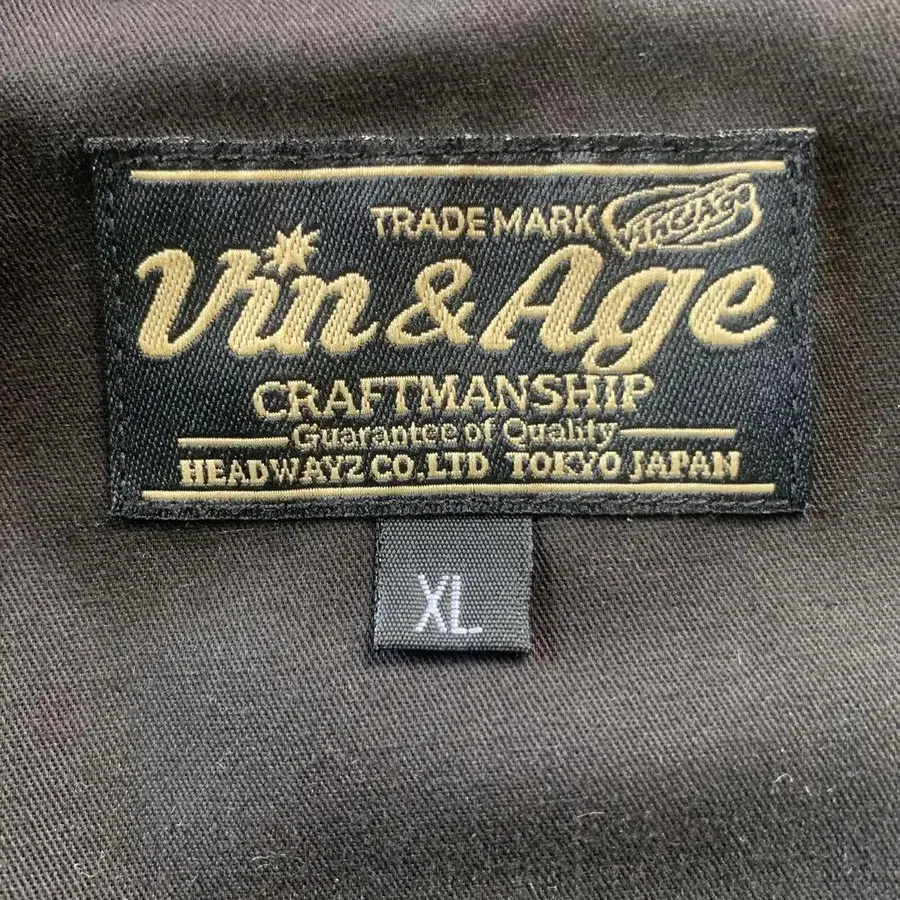 TRADE MARK
Vin & Age
CRAFTMANSHIP
Guarantee of Quality
HEADWAYZ CO.LTD TOKYO JAPAN
XL